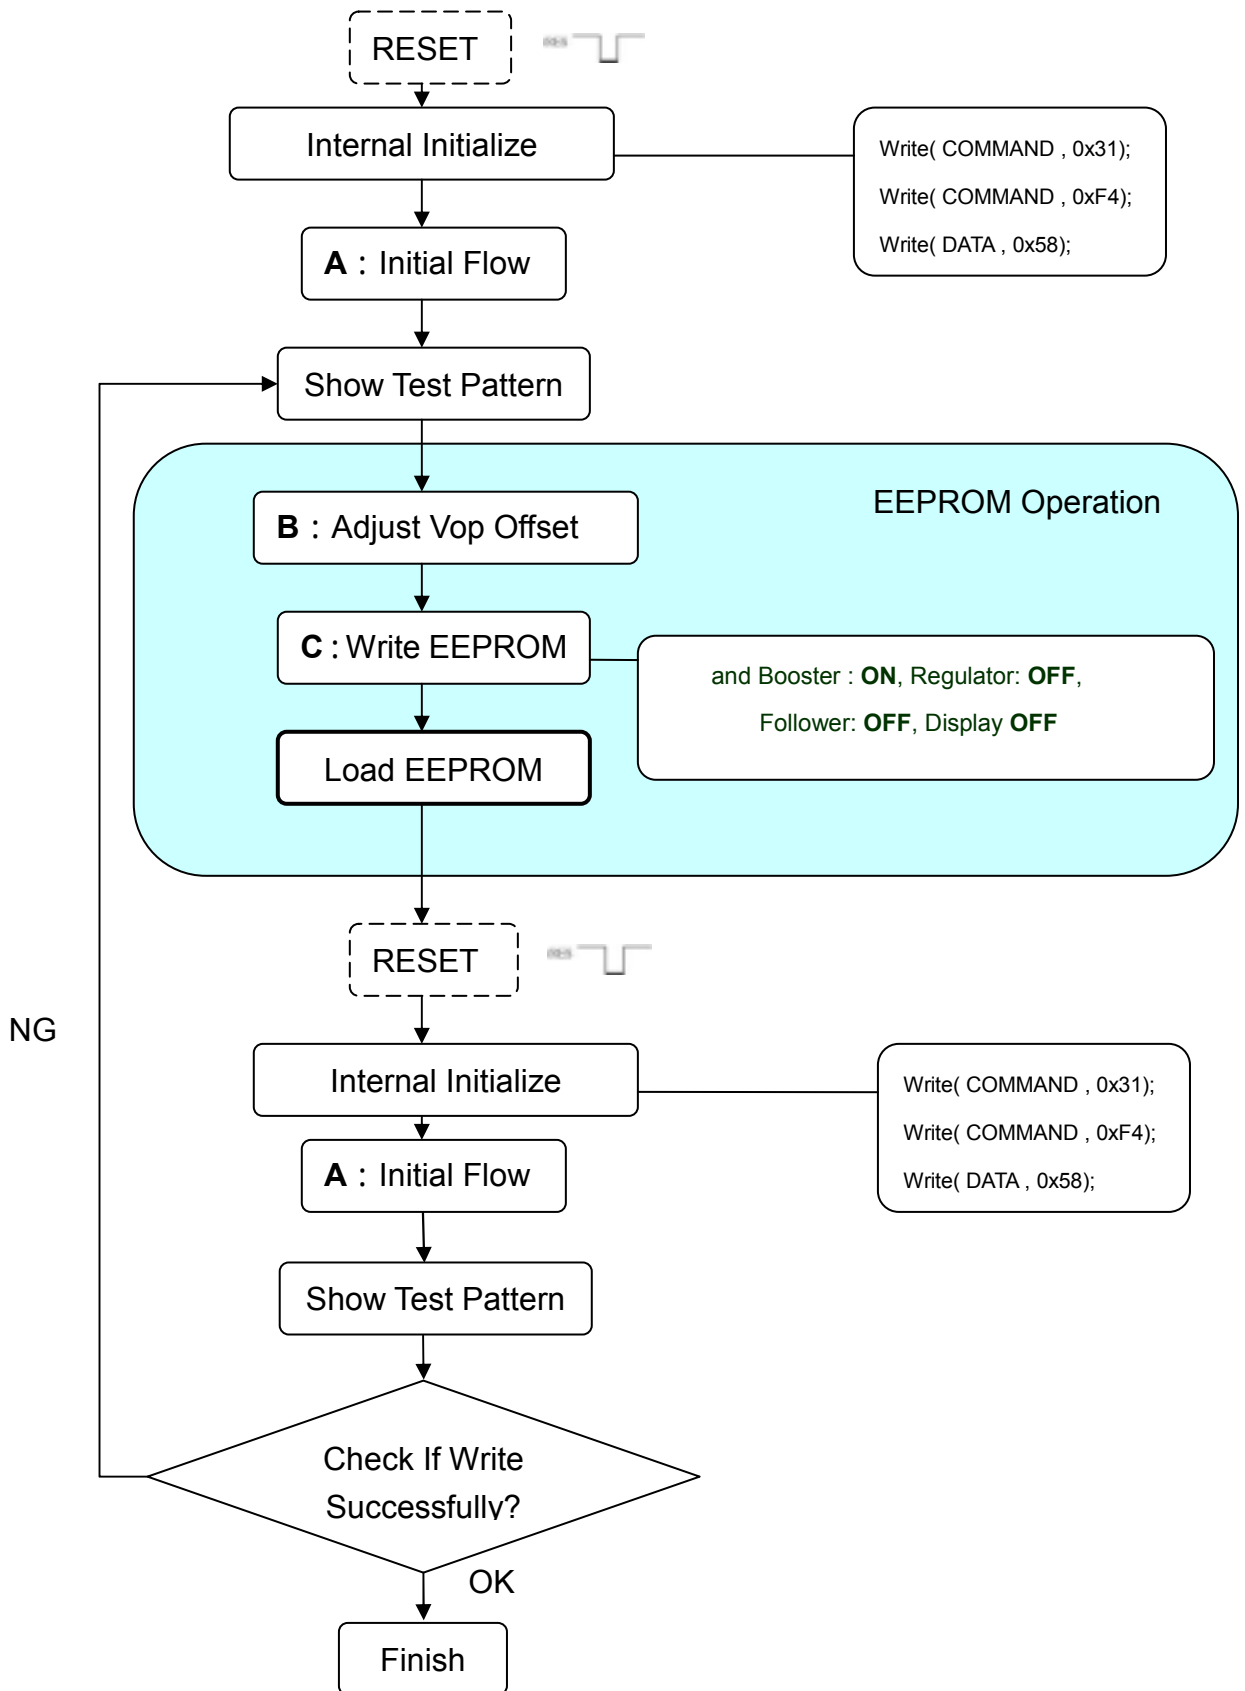 RESET
Internal Initialize
Write( COMMAND , 0x31);
Write( COMMAND , 0xF4);
Write( DATA , 0x58);
A : Initial Flow
Show Test Pattern
EEPROM Operation
B : Adjust Vop Offset
C : Write EEPROM
and Booster : ON, Regulator: OFF,
Follower: OFF, Display OFF
Load EEPROM
RESET
NG
Internal Initialize
Write( COMMAND , 0x31);
Write( COMMAND , 0xF4);
Write( DATA , 0x58);
A : Initial Flow
Show Test Pattern
Check If Write
Successfully?
OK
Finish